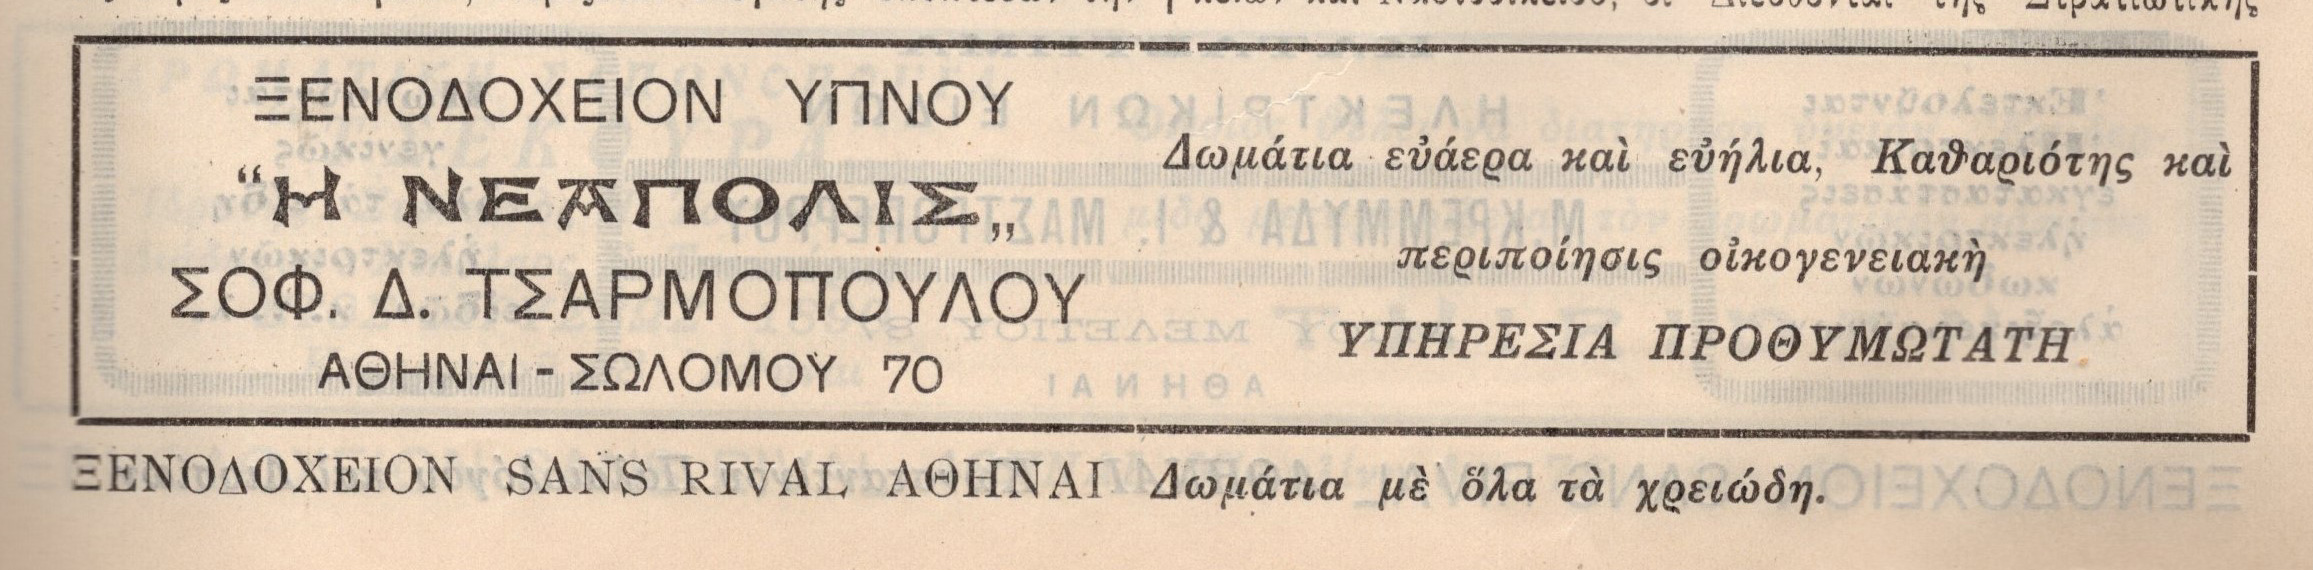 ΞΕΝΟΔΟΧΕΙΟΝ ΥΠΝΟΥ
“Η ΝΕΑΠΟΛΙΣ„
ΣΟΦ. Δ. ΤΣΑΡΜΟΠΟΥΛΟΥ
ΑΘΗΝΑΙ - ΣΩΛΟΜΟΥ 70
Δωμάτια εὐάερα καὶ εὐήλια, Καθαριότης καὶ
περιποίησις οἰκογενειακὴ
ΥΠΗΡΕΣΙΑ ΠΡΟΘΥΜΩΤΑΤΗ
ΞΕΝΟΔΟΧΕΙΟΝ SANS RIVAL ΑΘΗΝΑΙ Δωμάτια μὲ ὅλα τὰ χρειώδη.